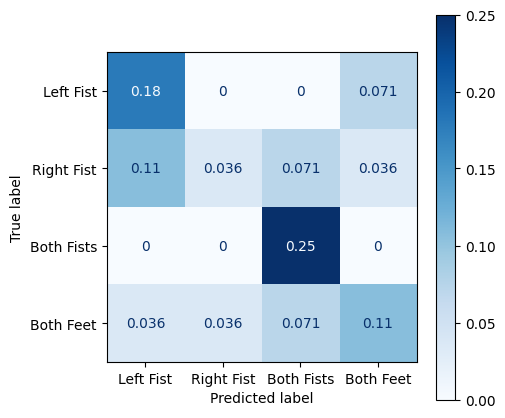 0.25
Left Fist 0.18 0 0 0.071
0.20
Right Fist 0.11 0.036 0.071 0.036
0.15
True label
0.10
Both Fists 0 0 0.25 0
0.05
Both Feet 0.036 0.036 0.071 0.11
0.00
Left Fist Right Fist Both Fists Both Feet
Predicted label